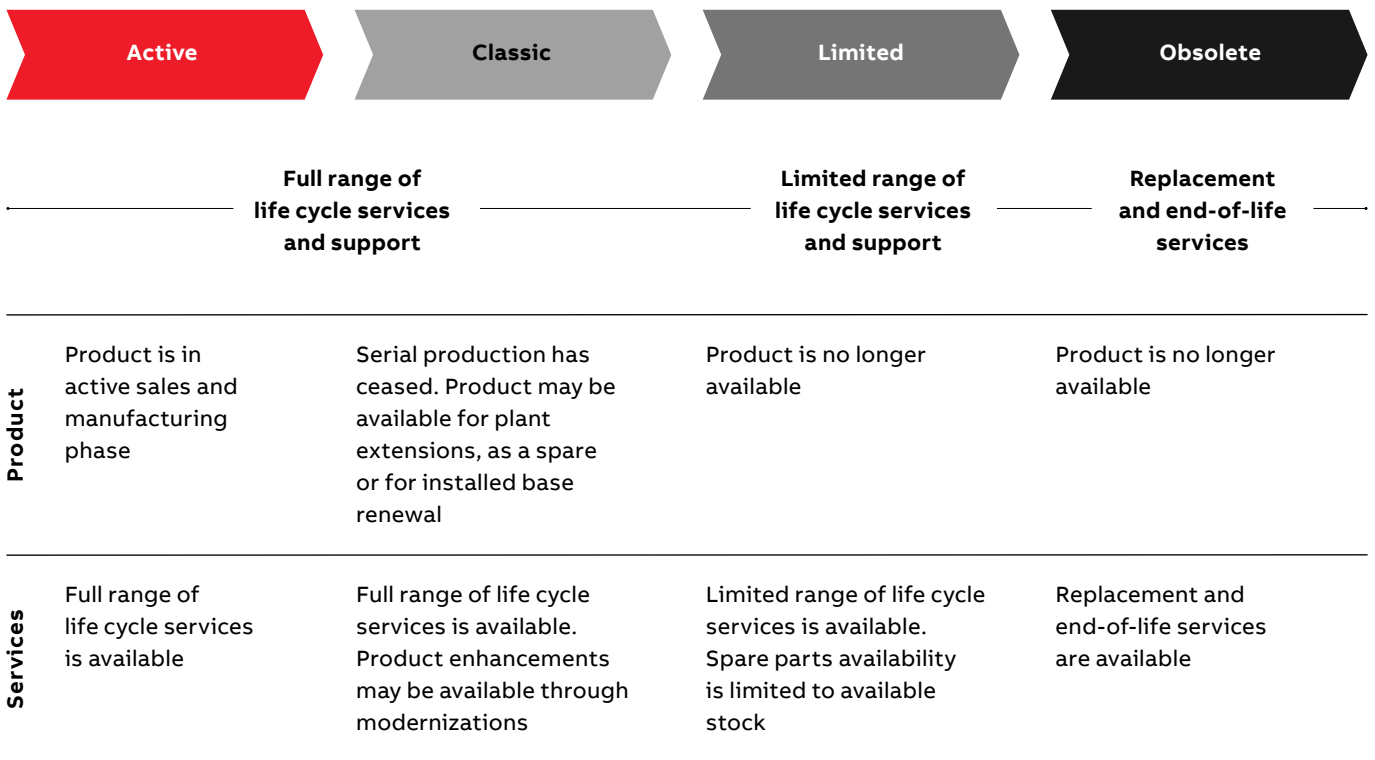 Active
Classic
Limited
Obsolete
Full range of
life cycle services
and support
Limited range of
life cycle services
and support
Replacement
and end-of-life
services
Product
Product is in
active sales and
manufacturing
phase
Serial production has
ceased. Product may be
available for plant
extensions, as a spare
or for installed base
renewal
Product is no longer
available
Product is no longer
available
Services
Full range of
life cycle services
is available
Full range of life cycle
services is available.
Product enhancements
may be available through
modernizations
Limited range of life cycle
services is available.
Spare parts availability
is limited to available
stock
Replacement and
end-of-life services
are available